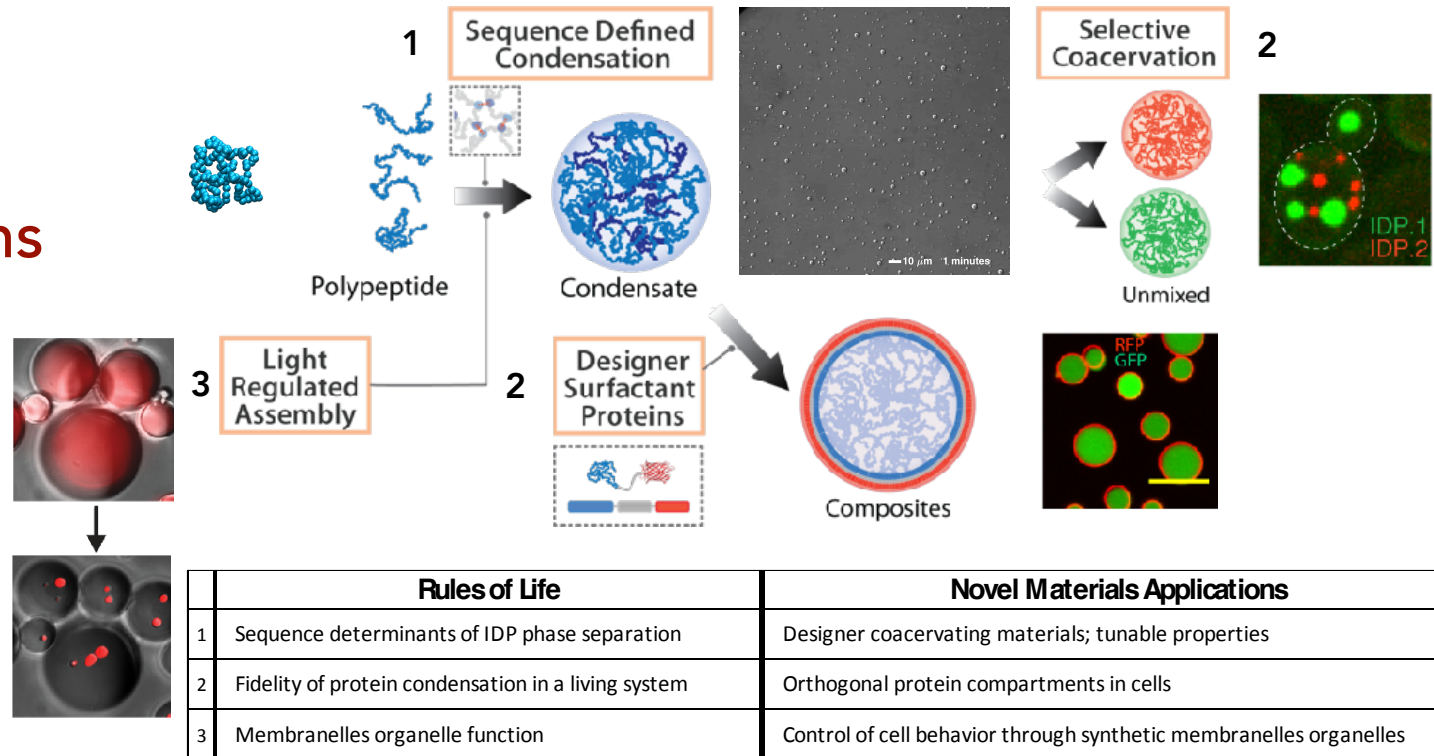 1
Sequence Defined
Condensation
Polypeptide
Condensate
10 μm 1 minutes
Selective
Coacervation
2
Unmixed
IDP.1
IDP.2
ns
3
Light
Regulated
Assembly
2
Designer
Surfactant
Proteins
Composites
RFP
GFP
Rules of Life
Novel Materials Applications
1
Sequence determinants of IDP phase separation
Designer coacervating materials; tunable properties
2
Fidelity of protein condensation in a living system
Orthogonal protein compartments in cells
3
Membranelles organelle function
Control of cell behavior through synthetic membranelles organelles